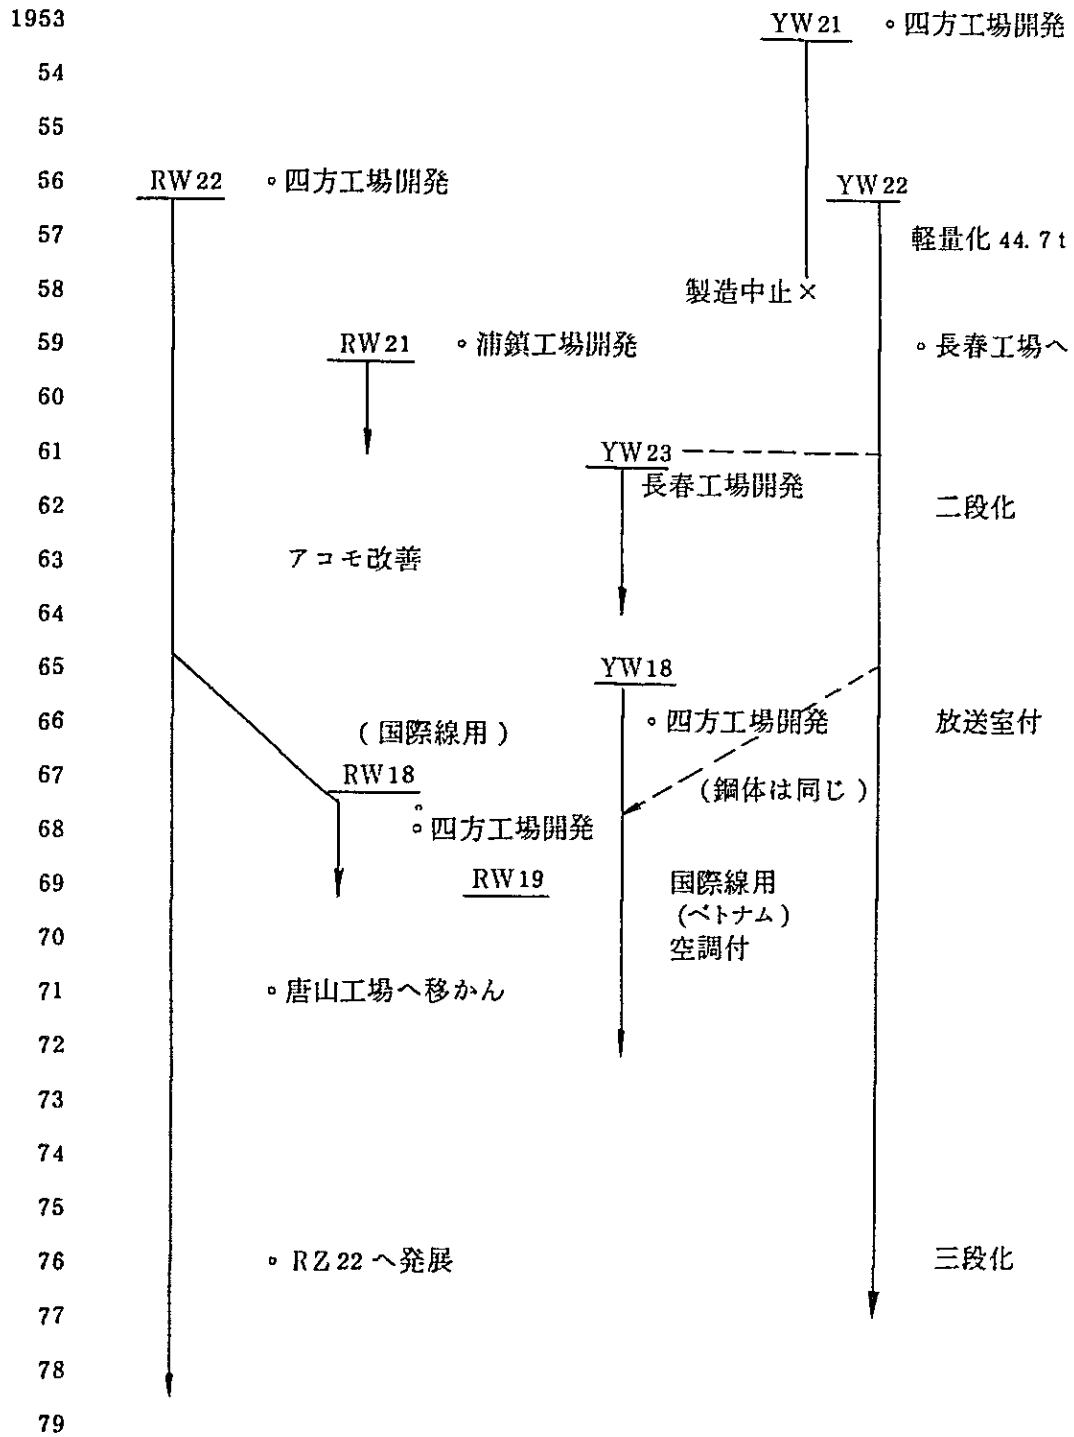 1953 YW21 ∘四方工場開発
54
55
56 RW22 ∘四方工場開発 YW22
57 軽量化 44.7t
58 製造中止×
59 RW21 ∘浦鎮工場開発 ∘長春工場へ
60
61 YW23
長春工場開発
62 二段化
63 アコモ改善
64
65 YW18
66 ∘四方工場開発 放送室付
(国際線用)
67 RW18
(鋼体は同じ)
68 ∘四方工場開発
69 RW19 国際線用
(ベトナム)
70 空調付
71 ∘唐山工場へ移かん
72
73
74
75
76 ∘RZ22へ発展 三段化
77
78
79